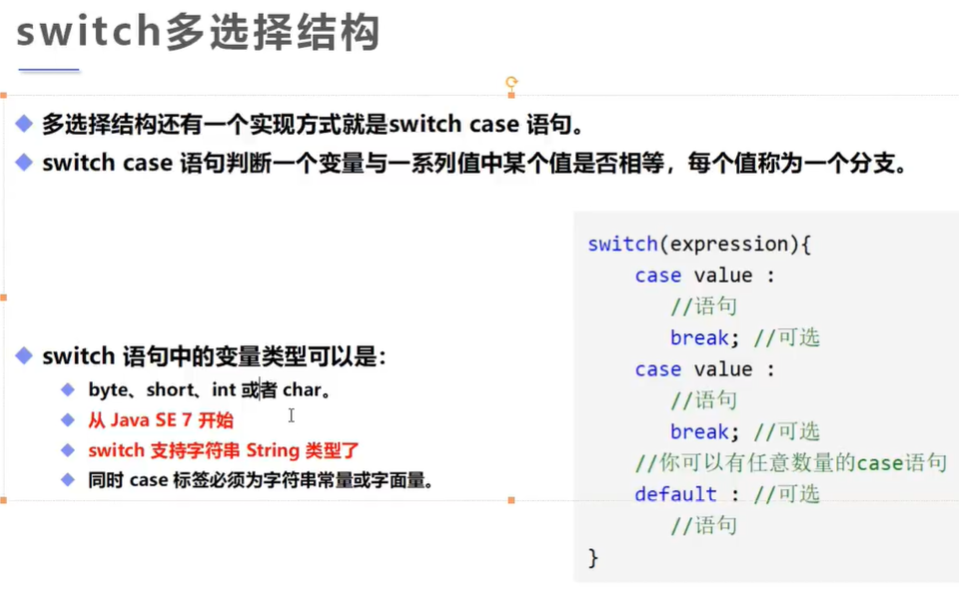 switch多选择结构
多选择结构还有一个实现方式就是switch case 语句。
switch case 语句判断一个变量与一系列值中某个值是否相等，每个值称为一个分支。
switch 语句中的变量类型可以是：
byte、short、int 或者 char。
从 Java SE 7 开始
switch 支持字符串 String 类型了
同时 case 标签必须为字符串常量或字面量。
switch(expression){
    case value :
       //语句
       break; //可选
    case value :
       //语句
       break; //可选
    //你可以有任意数量的case语句
    default : //可选
       //语句
}